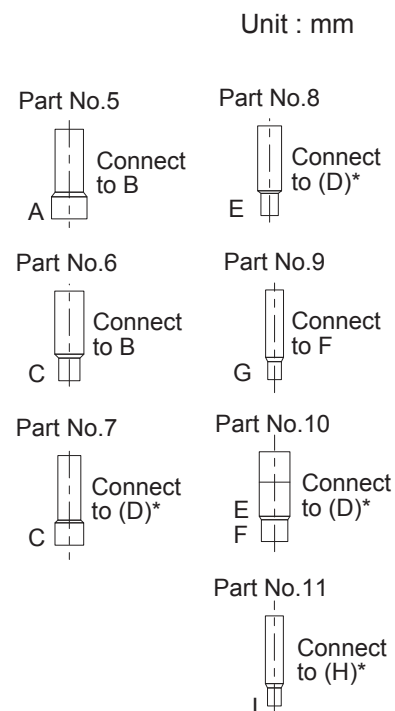 Unit : mm
Part No.5
Connect
to B
A
Part No.6
Connect
to B
C
Part No.7
Connect
to (D)*
C
Part No.8
Connect
to (D)*
E
Part No.9
Connect
to F
G
Part No.10
Connect
to (D)*
E
F
Part No.11
Connect
to (H)*
I